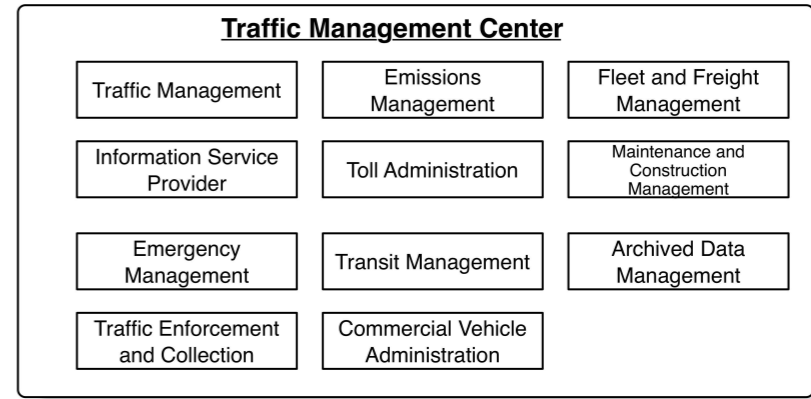 Traffic Management Center
Traffic Management
Emissions
Management
Fleet and Freight
Management
Information Service
Provider
Toll Administration
Maintenance and
Construction
Management
Emergency
Management
Transit Management
Archived Data
Management
Traffic Enforcement
and Collection
Commercial Vehicle
Administration